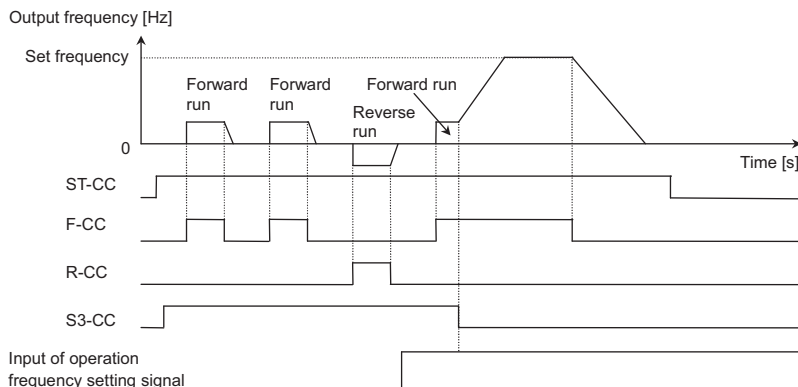 Output frequency [Hz]
Set frequency
Forward
run
Forward
run
Forward run
Reverse
run
0
Time [s]
ST-CC
F-CC
R-CC
S3-CC
Input of operation
frequency setting signal